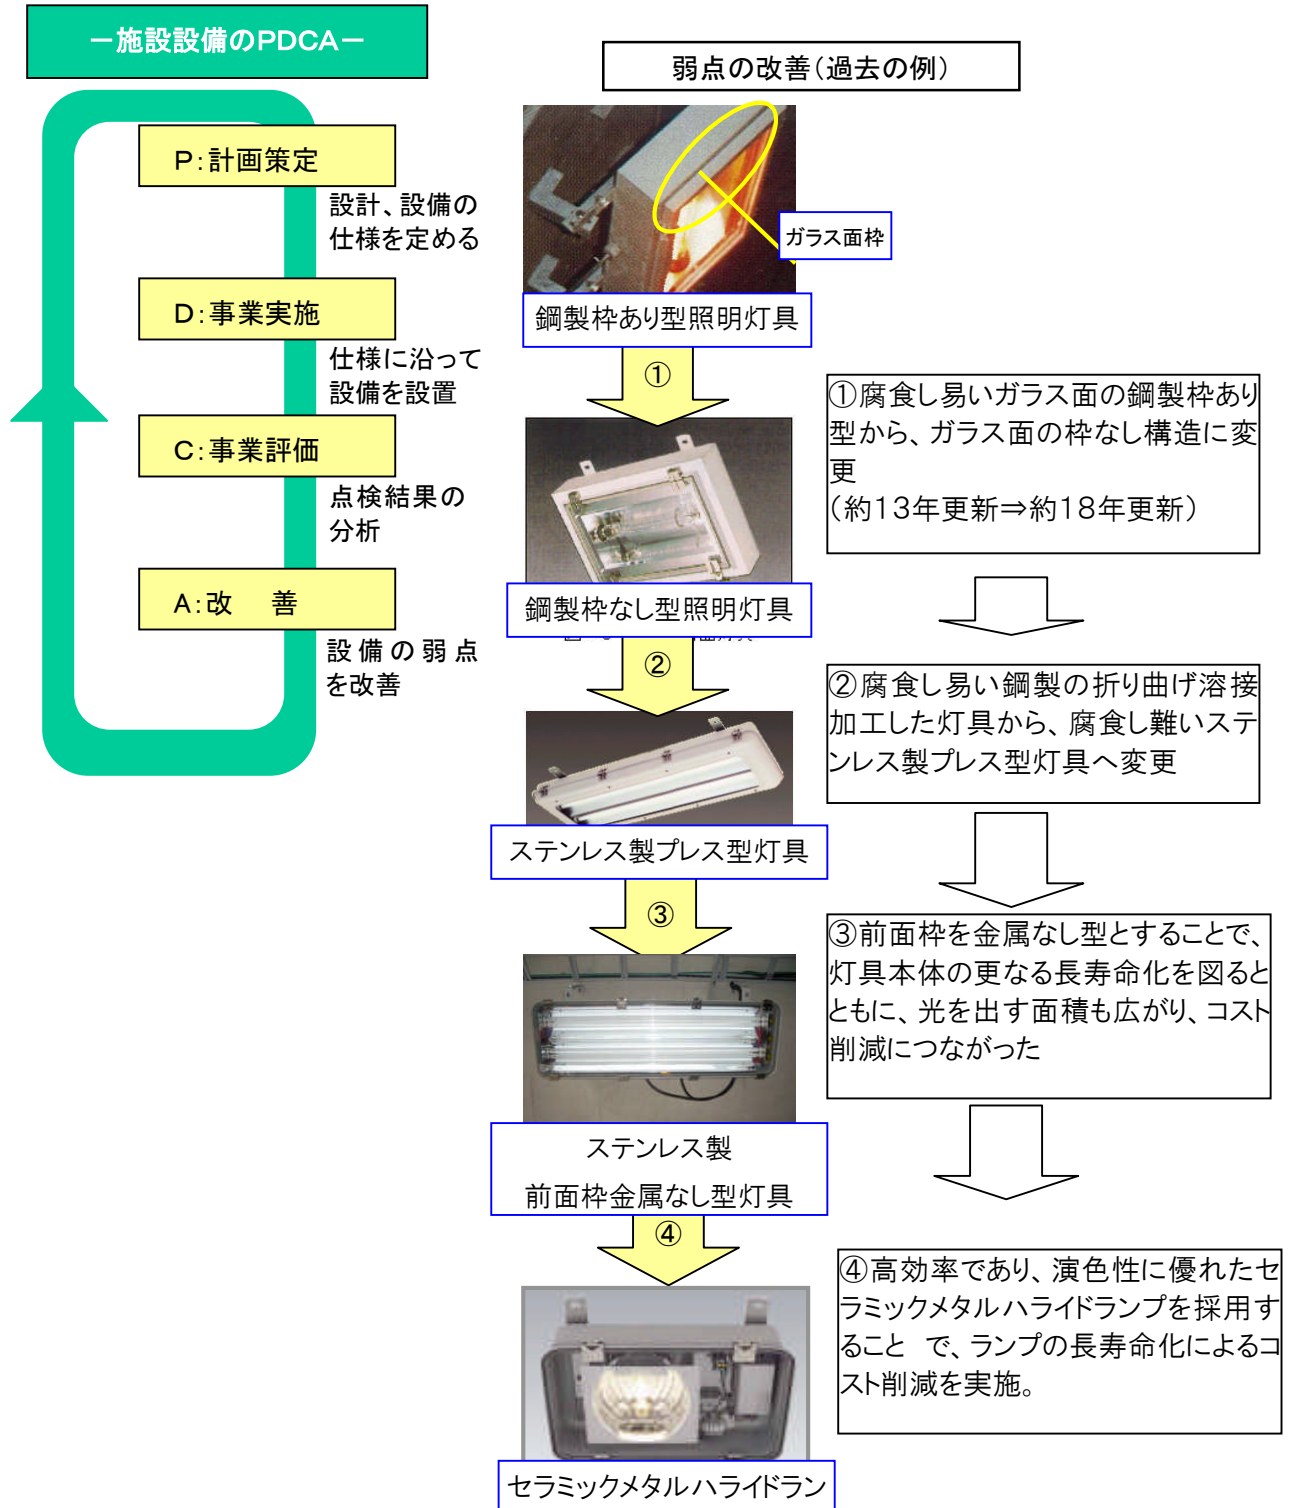 －施設設備のPDCA－
P:計画策定
設計、設備の
仕様を定める
D:事業実施
仕様に沿って
設備を設置
C:事業評価
点検結果の
分析
A:改　善
設備の弱点
を改善
弱点の改善(過去の例)
ガラス面枠
鋼製枠あり型照明灯具
①
鋼製枠なし型照明灯具
②
ステンレス製プレス型灯具
③
ステンレス製
前面枠金属なし型灯具
④
セラミックメタルハライドラン
①腐食し易いガラス面の鋼製枠あり
型から、ガラス面の枠なし構造に変
更
(約13年更新⇒約18年更新)
②腐食し易い鋼製の折り曲げ溶接
加工した灯具から、腐食し難いステ
ンレス製プレス型灯具へ変更
③前面枠を金属なし型とすることで、
灯具本体の更なる長寿命化を図ると
ともに、光を出す面積も広がり、コスト
削減につながった
④高効率であり、演色性に優れたセ
ラミックメタルハライドランプを採用す
ること　で、ランプの長寿命化によるコ
スト削減を実施。